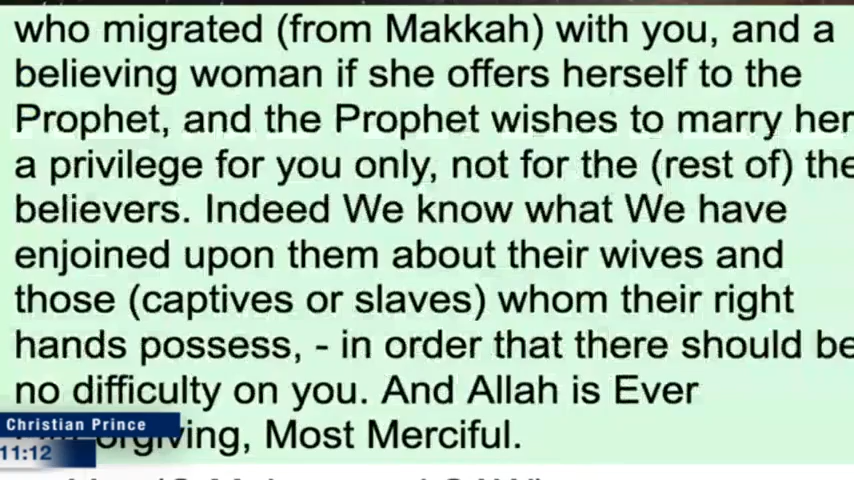 who migrated (from Makkah) with you, and a
believing woman if she offers herself to the
Prophet, and the Prophet wishes to marry her
a privilege for you only, not for the (rest of) the
believers. Indeed We know what We have
enjoined upon them about their wives and
those (captives or slaves) whom their right
hands possess, - in order that there should be
no difficulty on you. And Allah is Ever
Forgiving, Most Merciful.
Christian Prince
11:12